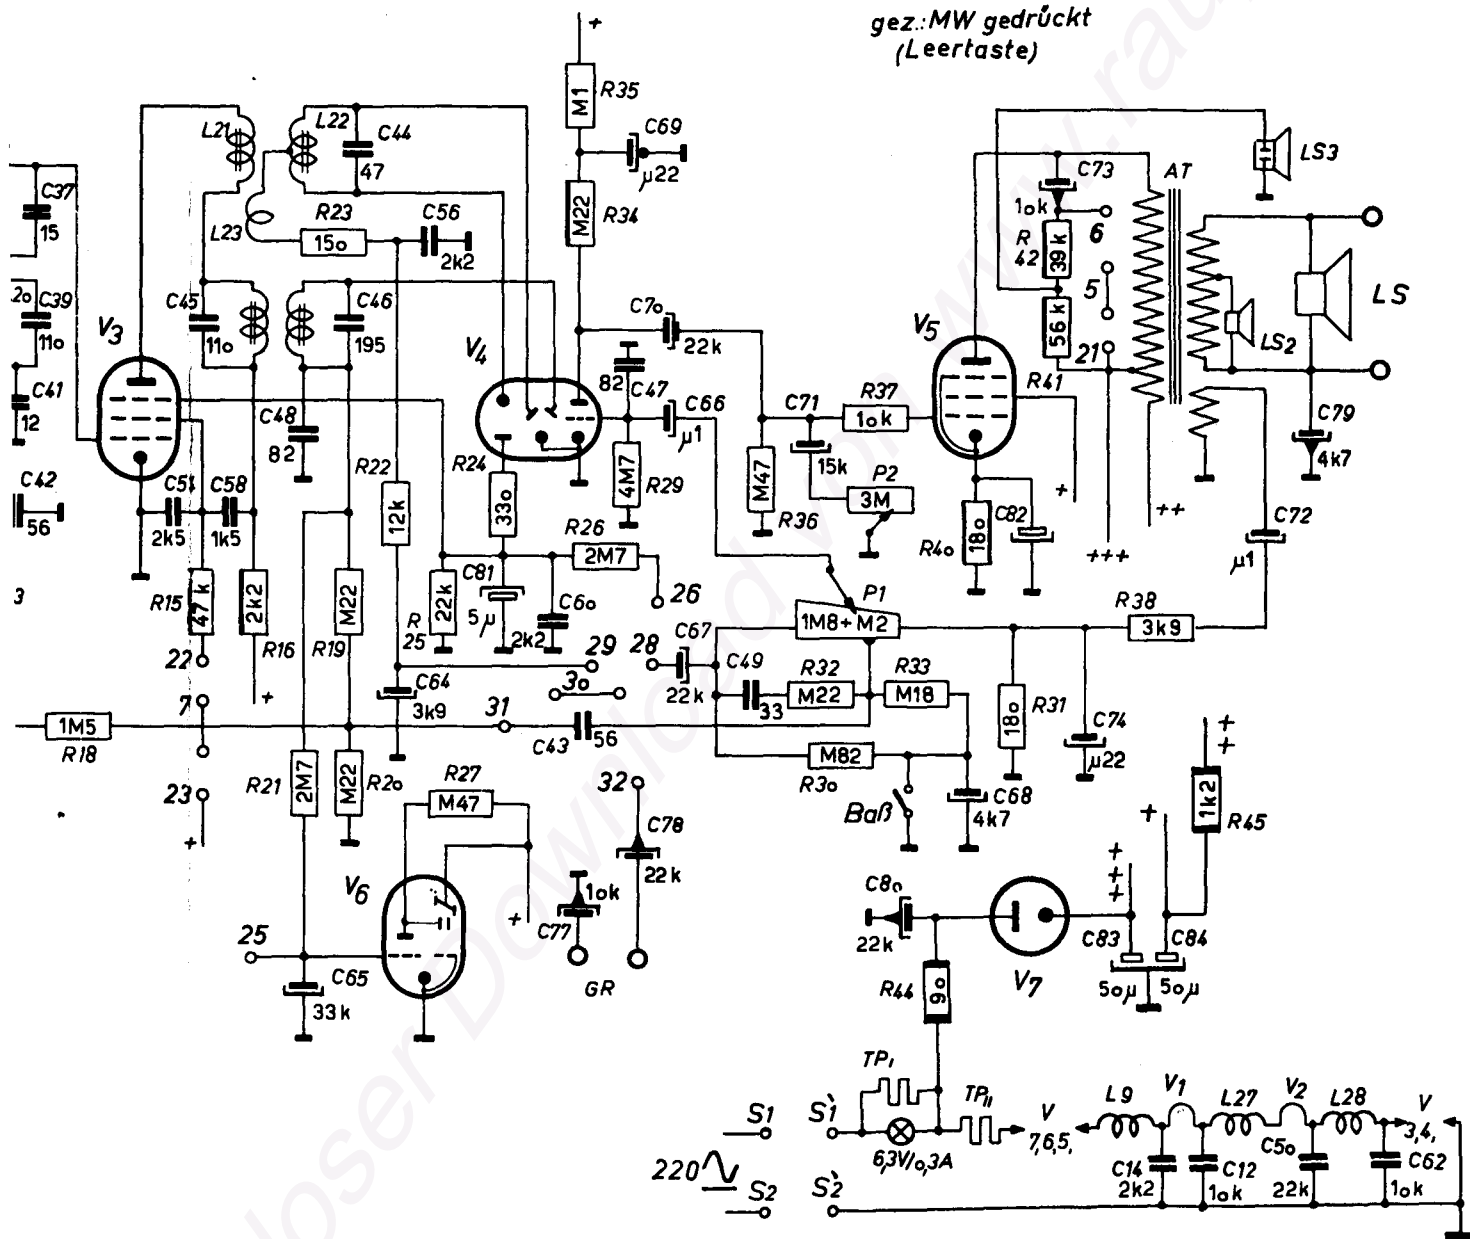 gez.: MW gedrückt
(Leertaste)
+
M1 R35
C69
µ22
M22
R34
L21
L22
C44
47
L23
R23
15o
C56
2k2
C37
15
2o C39
11o
C41
12
C42
56
3
V3
C45
11o
C46
195
V4
C48
82
C51
2k5
C58
1k5
R15
47k
2k2
R16
+
R19
M22
R22
12k
R24
33o
R26
2M7
26
C81
5µ
C6o
2k2
R
25
22k
C7o
22k
82 C47
C66
µ1
4M7
R29
M47
R36
C71
15k
R37
1ok
P2
3M
V5
C73
1ok
R
42
39k
56k
R41
6
5
21
AT
LS3
LS2
LS
C79
4k7
C72
µ1
R4o
18o
C82
+
++
+++
P1
1M8+M2
R38
3k9
22
7
23
+
1M5
R18
29
28
3o
31
C64
3k9
C43
56
C67
22k
C49
33
R32
M22
R33
M18
R31
18o
C74
µ22
M82
R3o
Baß
C68
4k7
R21
2M7
M22
R2o
R27
M47
V6
+
25
C65
33k
32
C78
22k
1ok
C77
GR
C8o
22k
V7
R44
9o
+++
+
++
1k2
R45
C83
C84
5oµ
5oµ
TPI
TPII
6,3V/o,3A
S1
S1`
22o
S2
S2`
V
7,6,5,
L9
V1
L27
V2
L28
V
3,4,
C14
2k2
C12
1ok
C5o
22k
C62
1ok
loser Download von www.rad